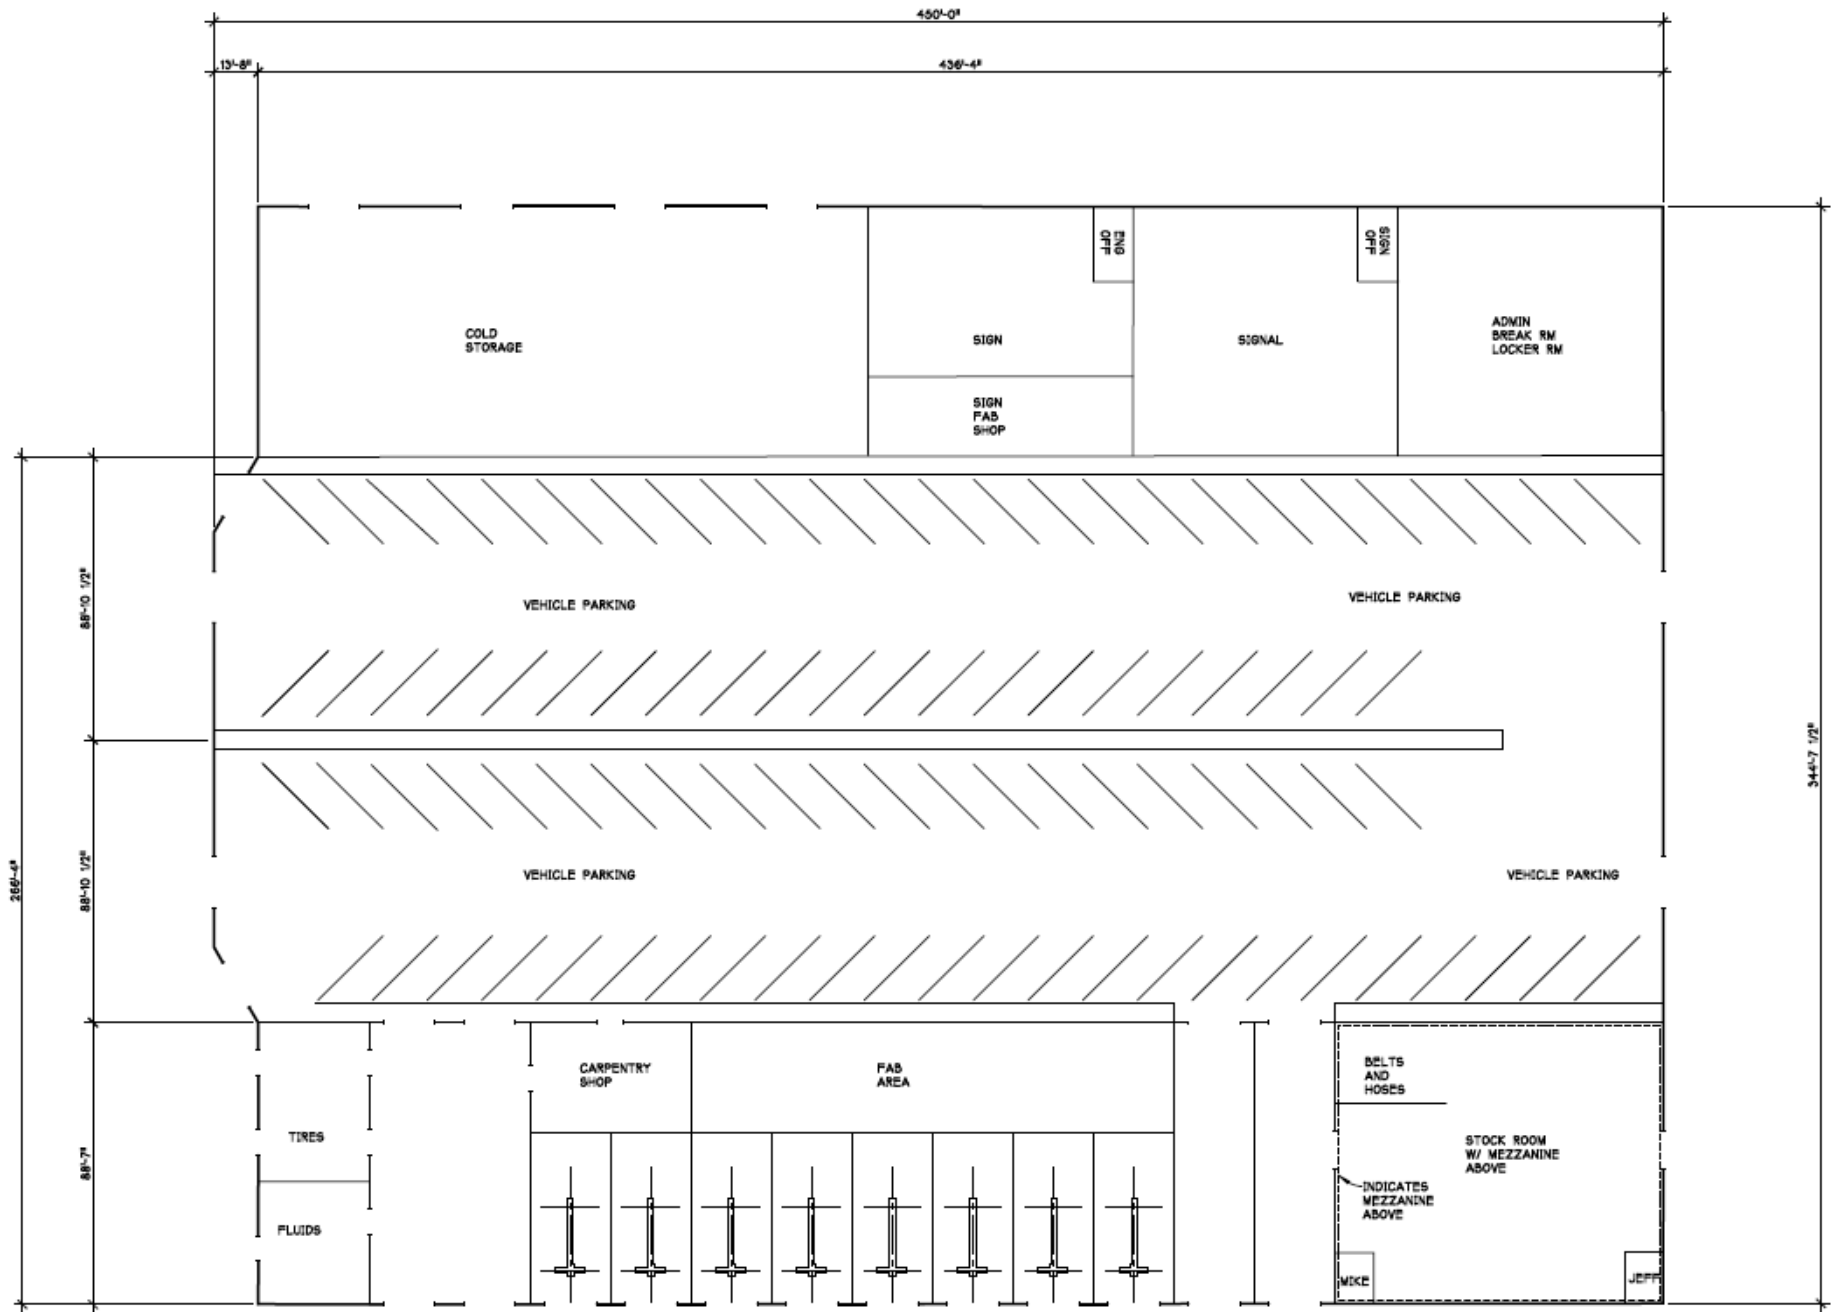 450'-0"
13'-8"
436'-4"
ENG
OFF
SIGN
OFF
COLD
STORAGE
SIGN
SIGNAL
ADMIN
BREAK RM
LOCKER RM
SIGN
FAB
SHOP
88'-10 1/2"
VEHICLE PARKING
VEHICLE PARKING
344'-7 1/2"
266'-4"
88'-10 1/2"
VEHICLE PARKING
VEHICLE PARKING
88'-7"
TIRES
FLUIDS
CARPENTRY
SHOP
FAB
AREA
BELTS
AND
HOSES
STOCK ROOM
W/ MEZZANINE
ABOVE
INDICATES
MEZZANINE
ABOVE
MIKE
JEFF